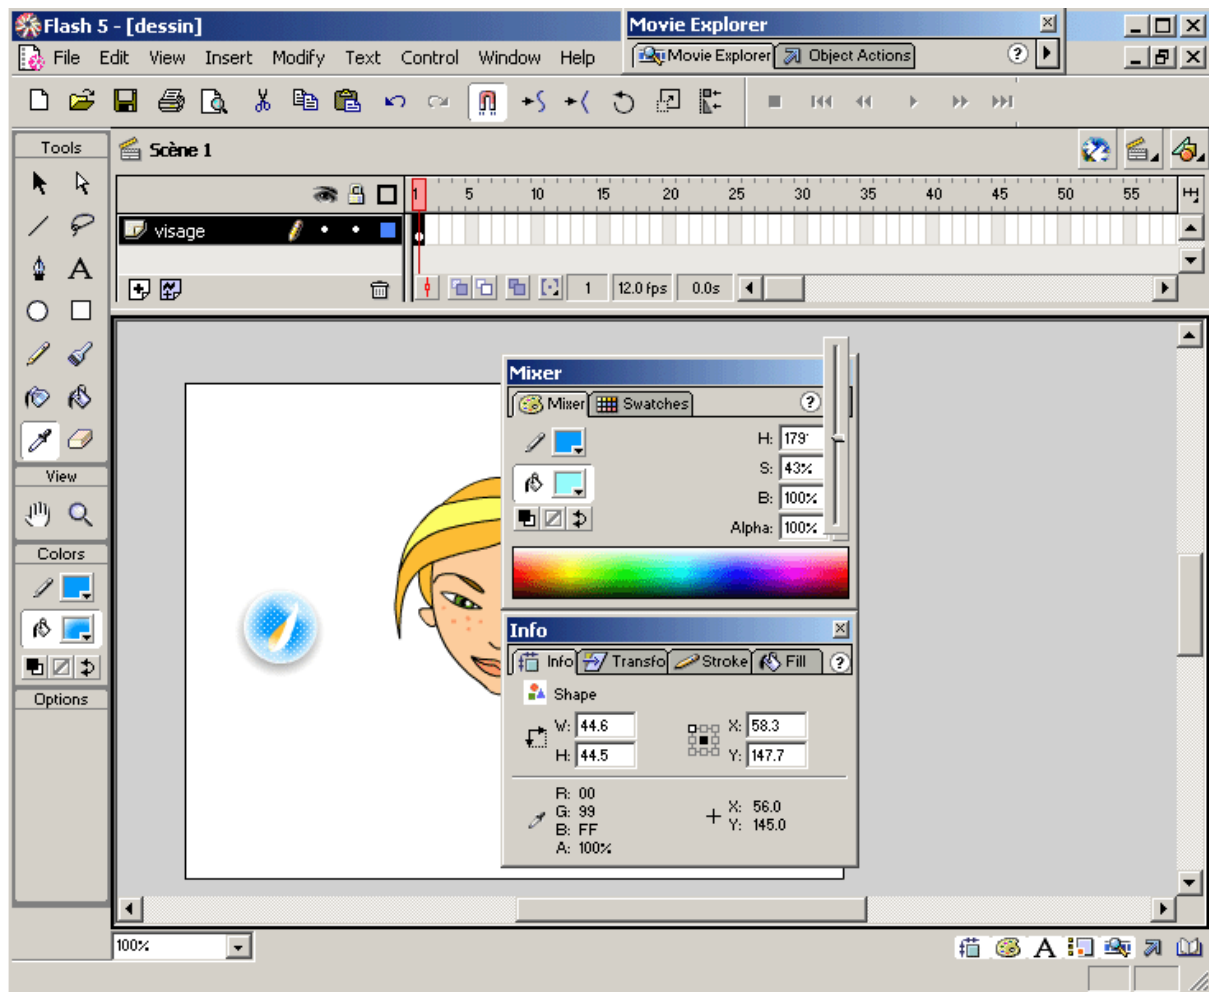 Flash 5 - [dessin]
Movie Explorer
File Edit View Insert Modify Text Control Window Help
Movie Explorer Object Actions ?
Tools
Scène 1
1 5 10 15 20 25 30 35 40 45 50 55
visage
A
1 12.0 fps 0.0s
Mixer
Mixer Swatches ?
H: 179°
S: 43%
B: 100%
Alpha: 100%
View
Colors
Options
Info
Info Transfo Stroke Fill ?
Shape
W: 44.6 X: 58.3
H: 44.5 Y: 147.7
R: 00
G: 99
B: FF
A: 100%
X: 56.0
Y: 145.0
100%
A